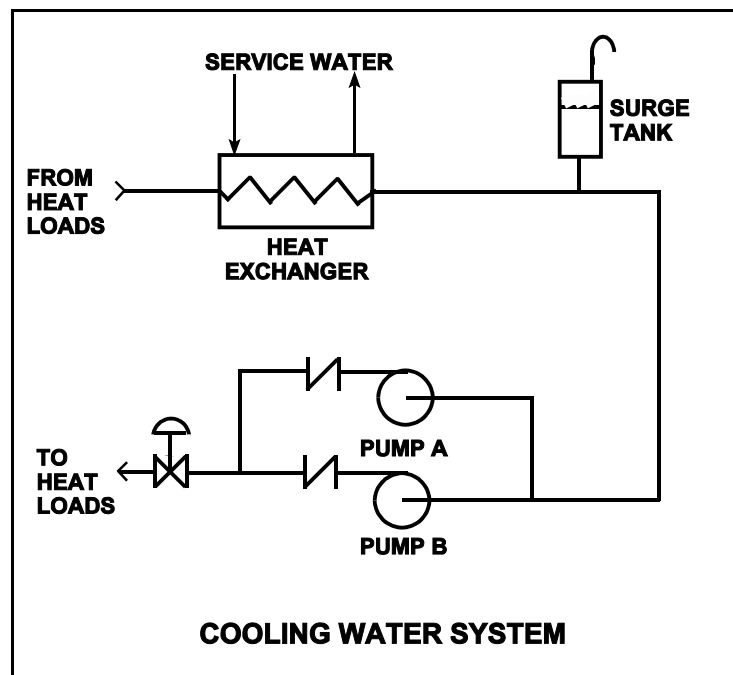 SERVICE WATER
SURGE
TANK
FROM
HEAT
LOADS
HEAT
EXCHANGER
PUMP A
TO
HEAT
LOADS
PUMP B
COOLING WATER SYSTEM